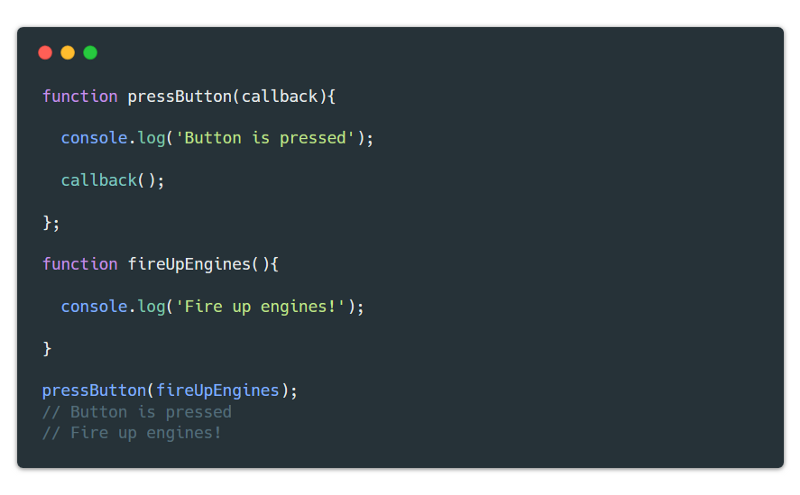 function pressButton(callback){
console.log('Button is pressed');
callback();
};
function fireUpEngines(){
console.log('Fire up engines!');
}
pressButton(fireUpEngines);
// Button is pressed
// Fire up engines!